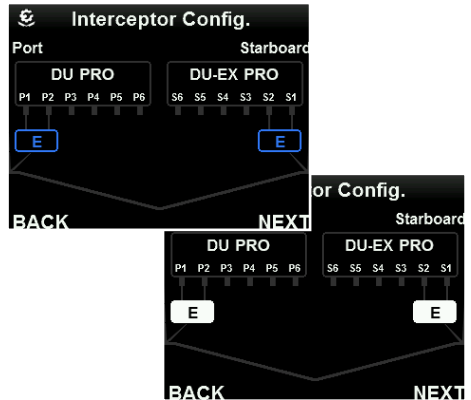 Interceptor Config.
Port Starboard
DU PRO DU-EX PRO
P1 P2 P3 P4 P5 P6 S6 S5 S4 S3 S2 S1
E E
BACK NEXT
or Config.
Starboard
DU PRO DU-EX PRO
P1 P2 P3 P4 P5 P6 S6 S5 S4 S3 S2 S1
E E
BACK NEXT